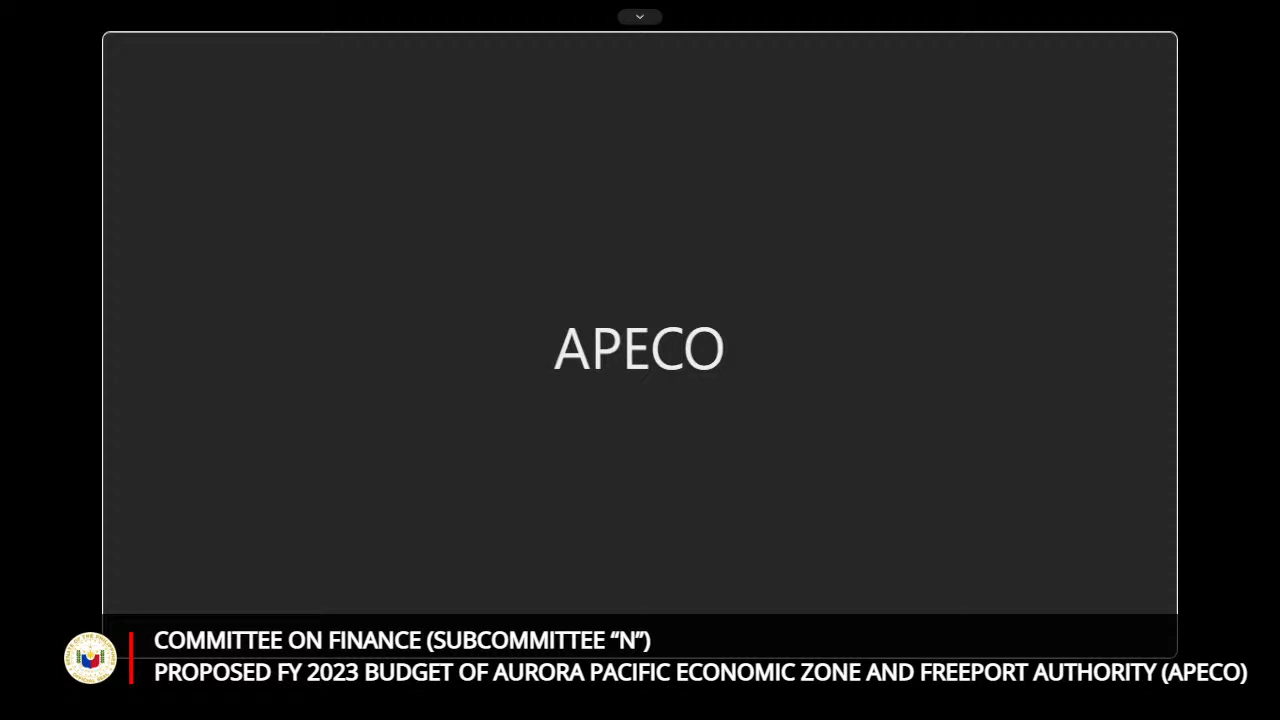 APECO
COMMITTEE ON FINANCE (SUBCOMMITTEE “N”)
PROPOSED FY 2023 BUDGET OF AURORA PACIFIC ECONOMIC ZONE AND FREEPORT AUTHORITY (APECO)